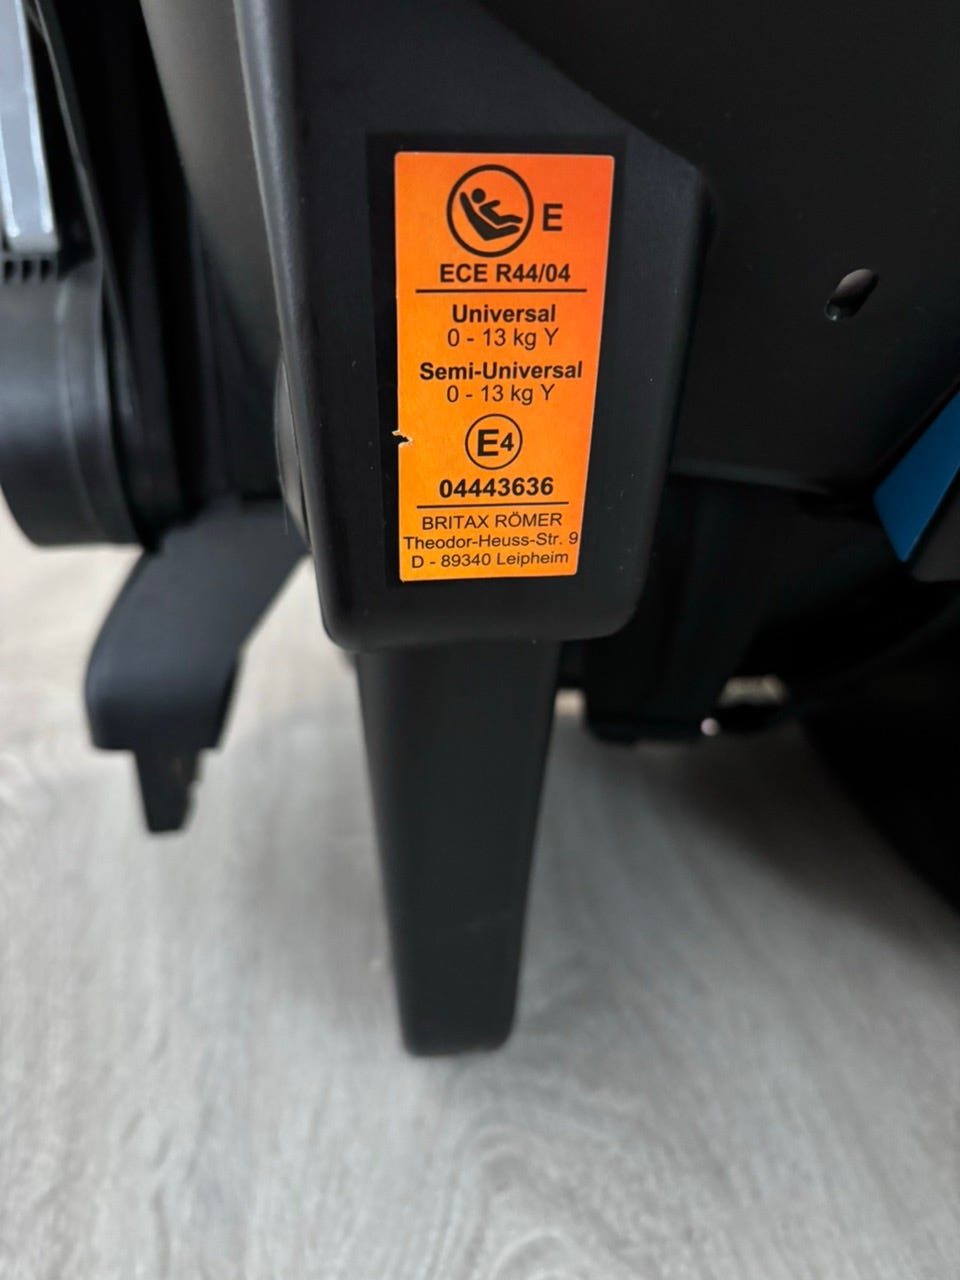 E
ECE R44/04
Universal
0 - 13 kg Y
Semi-Universal
0 - 13 kg Y
E4
04443636
BRITAX RÖMER
Theodor-Heuss-Str. 9
D - 89340 Leipheim